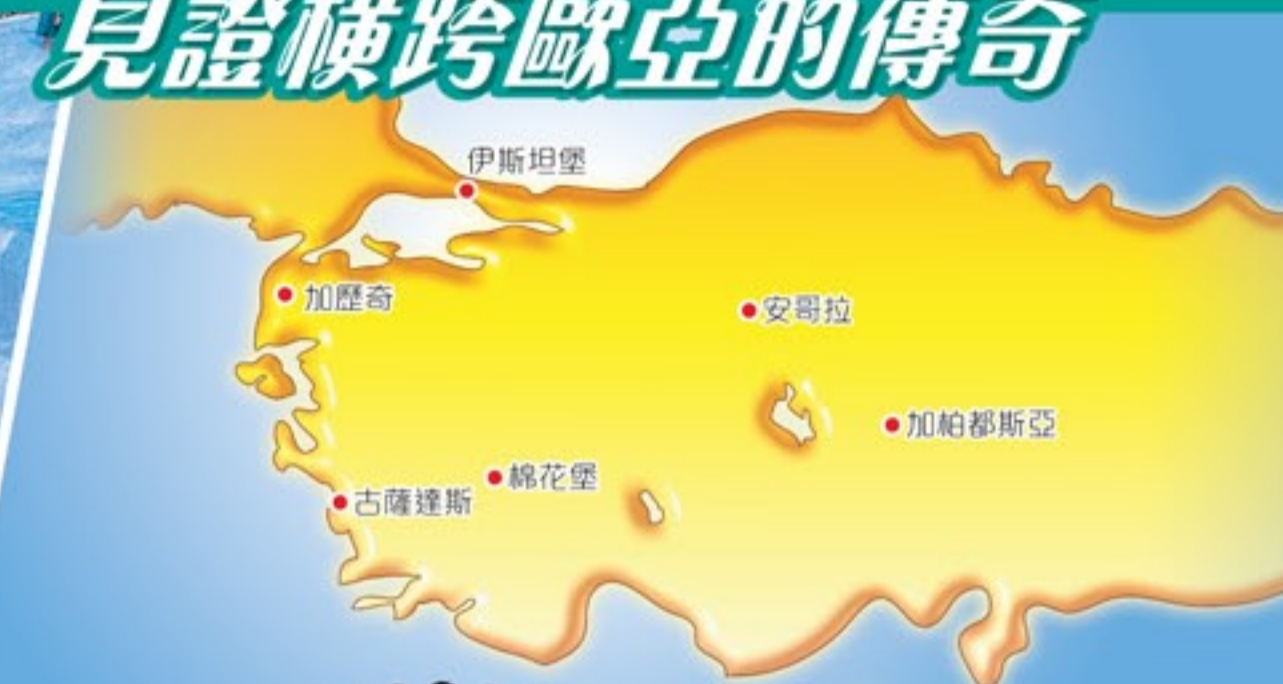 見證橫跨歐亞的傳奇
伊斯坦堡
加歷奇
安哥拉
加柏都斯亞
棉花堡
古薩達斯